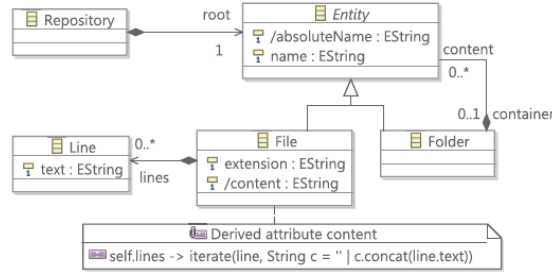 Repository
root
1
Entity
/absoluteName : EString
name : EString
content
0..*
0..1 container
Line
text : EString
0..*
lines
File
extension : EString
/content : EString
Folder
Derived attribute content
self.lines -> iterate(line, String c = '' | c.concat(line.text))